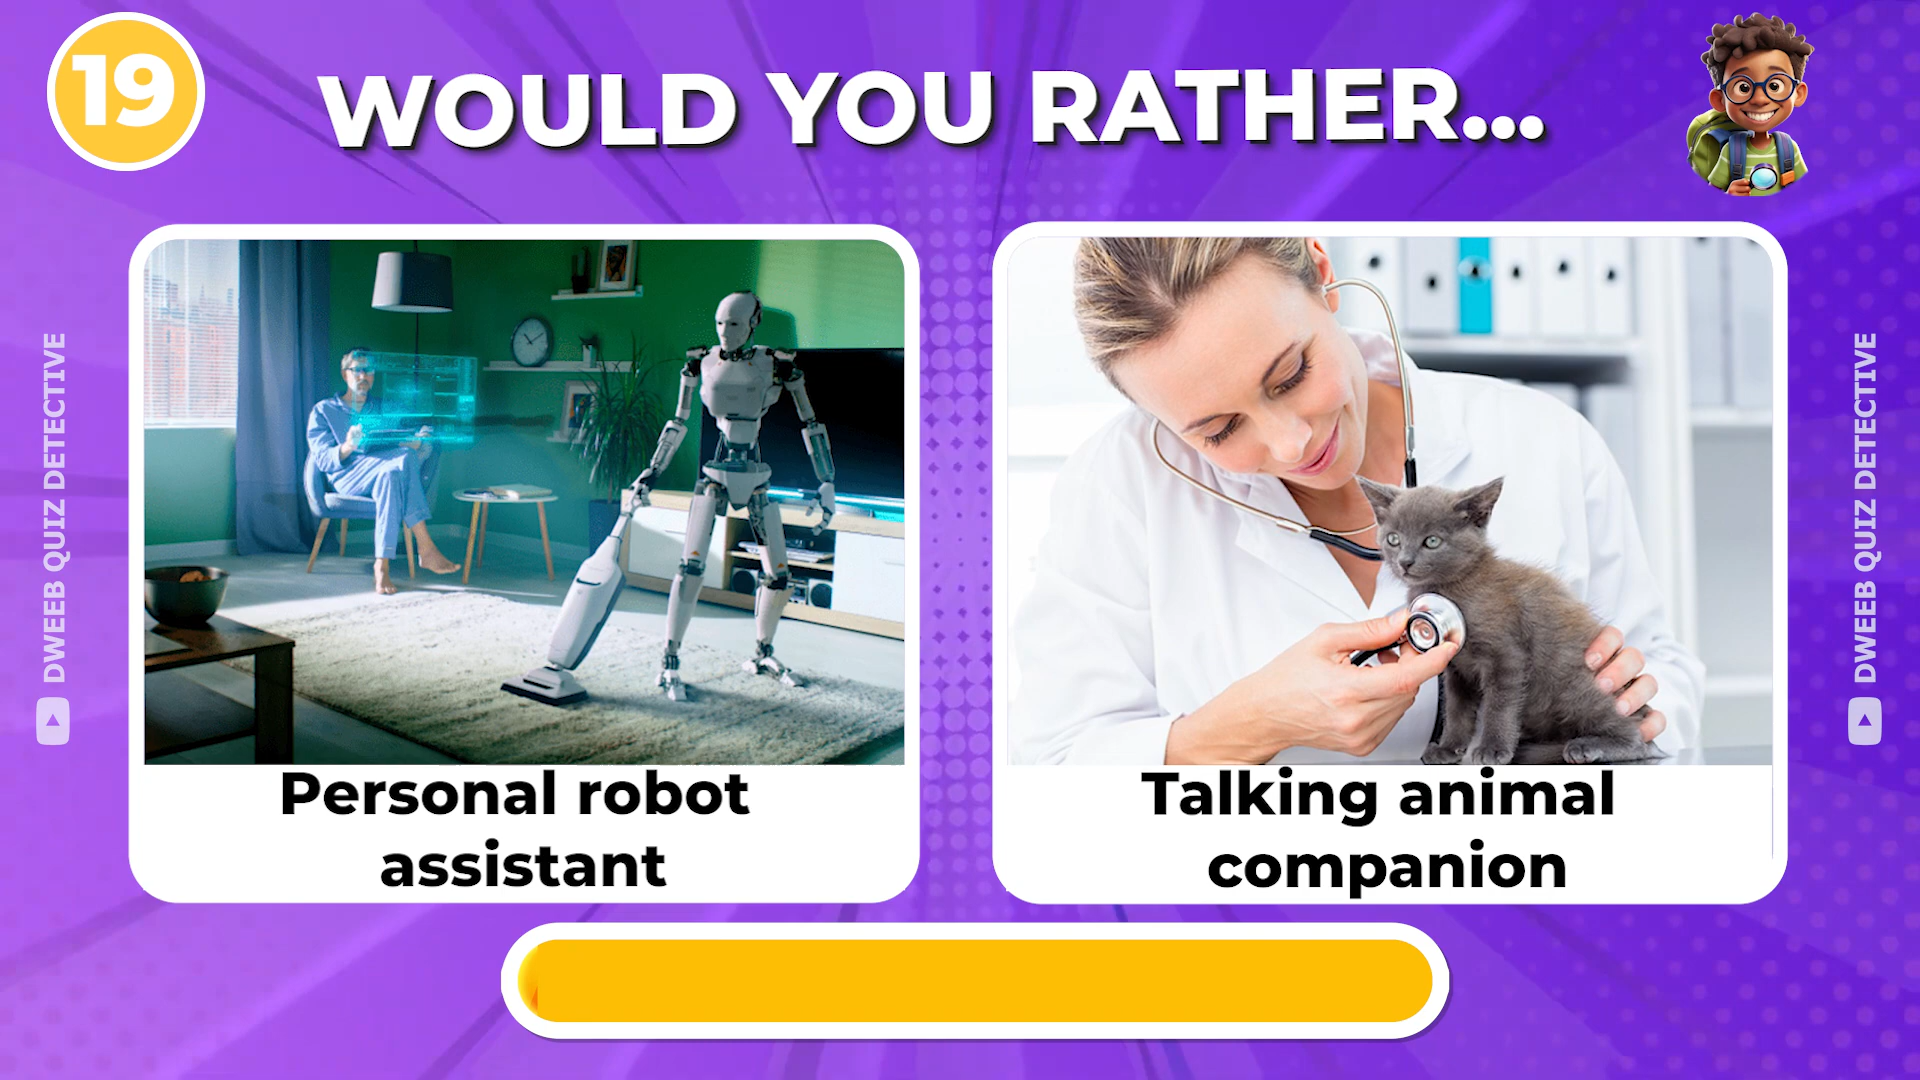 19
WOULD YOU RATHER...
DWEEB QUIZ DETECTIVE
Personal robot
assistant
Talking animal
companion
DWEEB QUIZ DETECTIVE